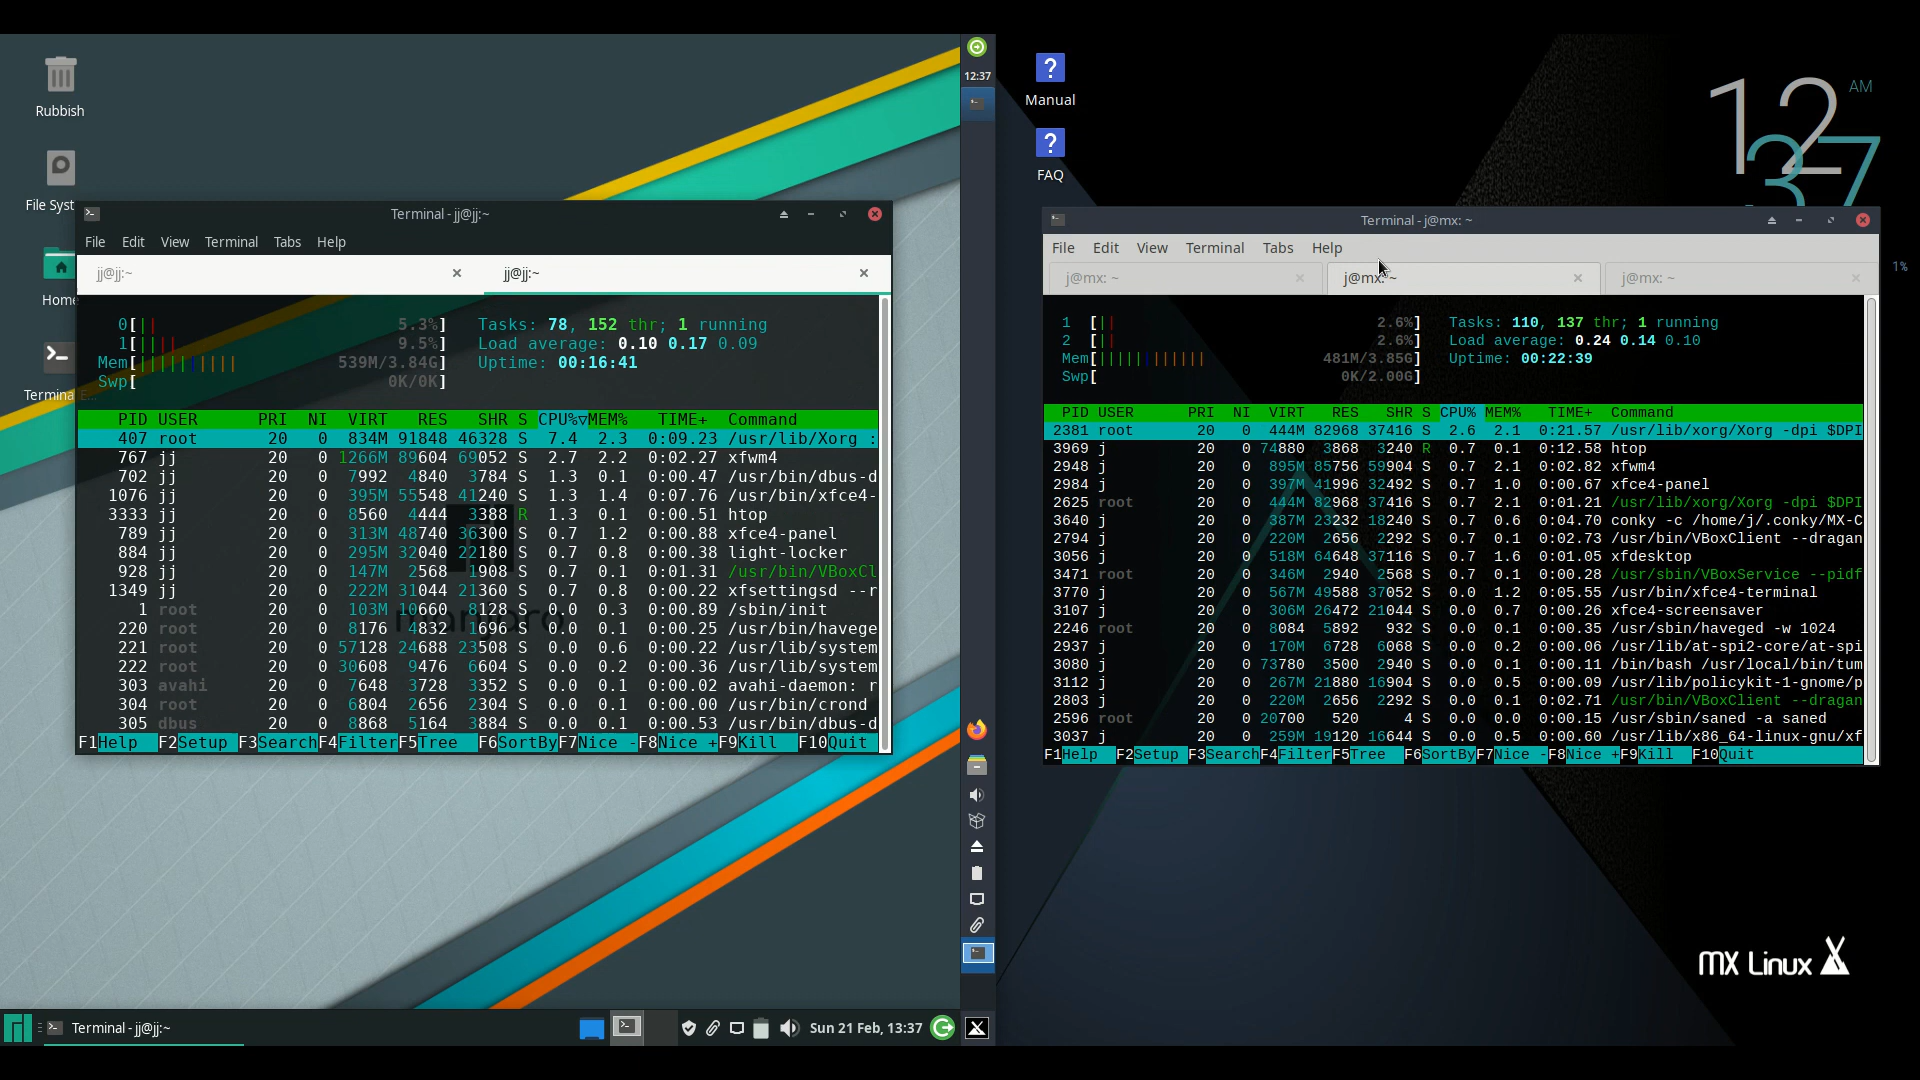 Rubbish
File Syst
Home
Termina E...
Terminal - jj@jj:~
File Edit View Terminal Tabs Help
jj@jj:~ jj@jj:~
0[|| 5.3%] Tasks: 78, 152 thr; 1 running
1[|||| 9.5%] Load average: 0.10 0.17 0.09
Mem[||||||||||| 539M/3.84G] Uptime: 00:16:41
Swp[ 0K/0K]
PID USER PRI NI VIRT RES SHR S CPU%▽MEM% TIME+ Command
407 root 20 0 834M 91848 46328 S 7.4 2.3 0:09.23 /usr/lib/Xorg :
767 jj 20 0 1266M 89604 69052 S 2.7 2.2 0:02.27 xfwm4
702 jj 20 0 7992 4840 3784 S 1.3 0.1 0:00.47 /usr/bin/dbus-d
1076 jj 20 0 395M 55548 41240 S 1.3 1.4 0:07.76 /usr/bin/xfce4-
3333 jj 20 0 8560 4444 3388 R 1.3 0.1 0:00.51 htop
789 jj 20 0 313M 48740 36300 S 0.7 1.2 0:00.88 xfce4-panel
884 jj 20 0 295M 32040 22180 S 0.7 0.8 0:00.38 light-locker
928 jj 20 0 147M 2568 1908 S 0.7 0.1 0:01.31 /usr/bin/VBoxCl
1349 jj 20 0 222M 31044 21360 S 0.7 0.8 0:00.22 xfsettingsd --r
1 root 20 0 103M 10660 8128 S 0.0 0.3 0:00.89 /sbin/init
220 root 20 0 8176 4832 1096 S 0.0 0.1 0:00.25 /usr/bin/havege
221 root 20 0 57128 24688 23508 S 0.0 0.6 0:00.22 /usr/lib/system
222 root 20 0 30608 9476 6604 S 0.0 0.2 0:00.36 /usr/lib/system
303 avahi 20 0 7648 3728 3352 S 0.0 0.1 0:00.02 avahi-daemon: r
304 root 20 0 6804 2656 2304 S 0.0 0.1 0:00.00 /usr/bin/crond
305 dbus 20 0 8868 5164 3884 S 0.0 0.1 0:00.53 /usr/bin/dbus-d
F1Help F2Setup F3SearchF4FilterF5Tree F6SortByF7Nice -F8Nice +F9Kill F10Quit
manjaro
Terminal - jj@jj:~
Sun 21 Feb, 13:37
12:37
Manual
FAQ
12 AM
37
1%
Terminal - j@mx: ~
File Edit View Terminal Tabs Help
j@mx: ~ j@mx: ~ j@mx: ~
1 [|| 2.6%] Tasks: 110, 137 thr; 1 running
2 [|| 2.6%] Load average: 0.24 0.14 0.10
Mem[|||||||||||| 481M/3.85G] Uptime: 00:22:39
Swp[ 0K/2.00G]
PID USER PRI NI VIRT RES SHR S CPU% MEM% TIME+ Command
2381 root 20 0 444M 82968 37416 S 2.6 2.1 0:21.57 /usr/lib/xorg/Xorg -dpi $DPI
3969 j 20 0 74880 3868 3240 R 0.7 0.1 0:12.58 htop
2948 j 20 0 895M 85756 59904 S 0.7 2.1 0:02.82 xfwm4
2984 j 20 0 397M 41996 32492 S 0.7 1.0 0:00.67 xfce4-panel
2625 root 20 0 444M 82968 37416 S 0.7 2.1 0:01.21 /usr/lib/xorg/Xorg -dpi $DPI
3640 j 20 0 387M 23232 18240 S 0.7 0.6 0:04.70 conky -c /home/j/.conky/MX-C
2794 j 20 0 220M 2656 2292 S 0.7 0.1 0:02.73 /usr/bin/VBoxClient --dragan
3056 j 20 0 518M 64648 37116 S 0.7 1.6 0:01.05 xfdesktop
3471 root 20 0 346M 2940 2568 S 0.7 0.1 0:00.28 /usr/sbin/VBoxService --pidf
3770 j 20 0 567M 49588 37052 S 0.0 1.2 0:05.55 /usr/bin/xfce4-terminal
3107 j 20 0 306M 26472 21044 S 0.0 0.7 0:00.26 xfce4-screensaver
2246 root 20 0 8084 5892 932 S 0.0 0.1 0:00.35 /usr/sbin/haveged -w 1024
2937 j 20 0 170M 6728 6068 S 0.0 0.2 0:00.06 /usr/lib/at-spi2-core/at-spi
3080 j 20 0 73780 3500 2940 S 0.0 0.1 0:00.11 /bin/bash /usr/local/bin/tum
3112 j 20 0 267M 21880 16904 S 0.0 0.5 0:00.09 /usr/lib/policykit-1-gnome/p
2803 j 20 0 220M 2656 2292 S 0.0 0.1 0:02.71 /usr/bin/VBoxClient --dragan
2596 root 20 0 20700 520 4 S 0.0 0.0 0:00.15 /usr/sbin/saned -a saned
3037 j 20 0 259M 19120 16644 S 0.0 0.5 0:00.60 /usr/lib/x86_64-linux-gnu/xf
F1Help F2Setup F3SearchF4FilterF5Tree F6SortByF7Nice -F8Nice +F9Kill F10Quit
MX Linux